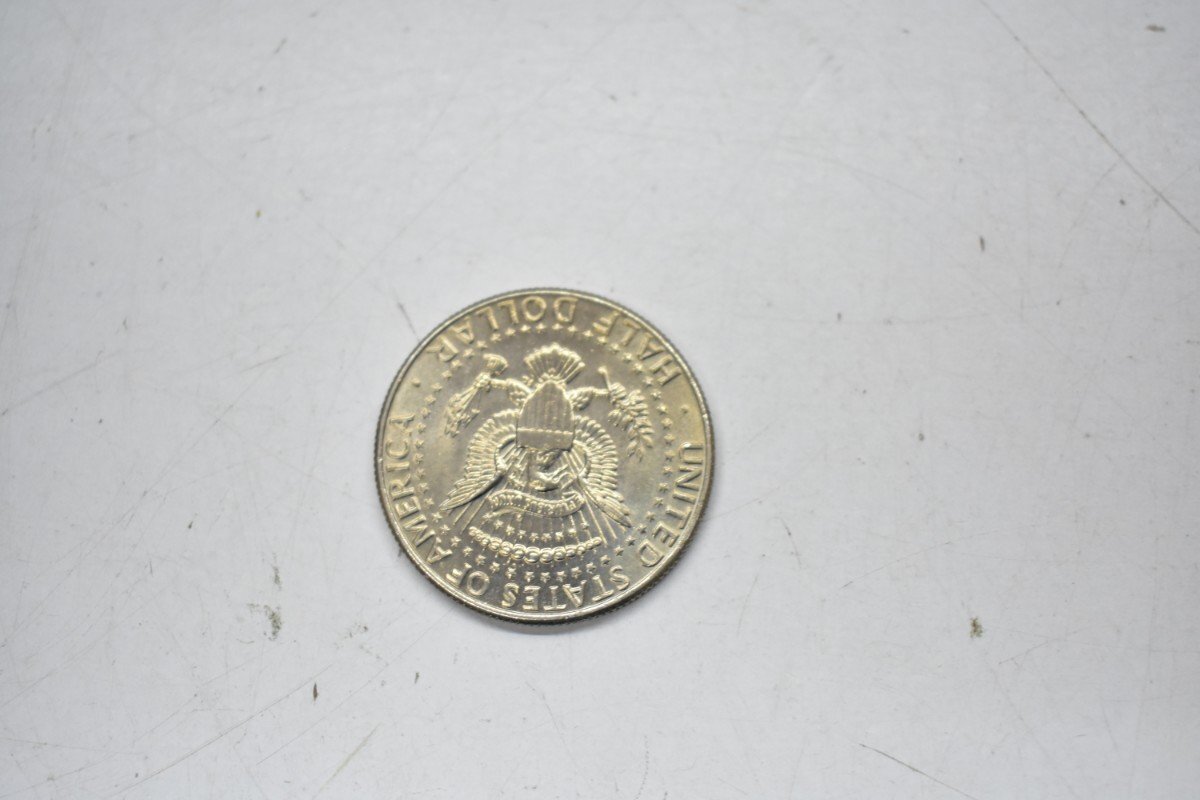 UNITED STATES OF AMERICA
· HALF DOLLAR ·